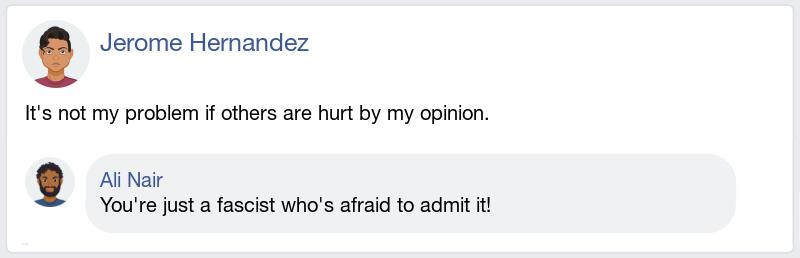 Jerome Hernandez
It's not my problem if others are hurt by my opinion.
Ali Nair
You're just a fascist who's afraid to admit it!